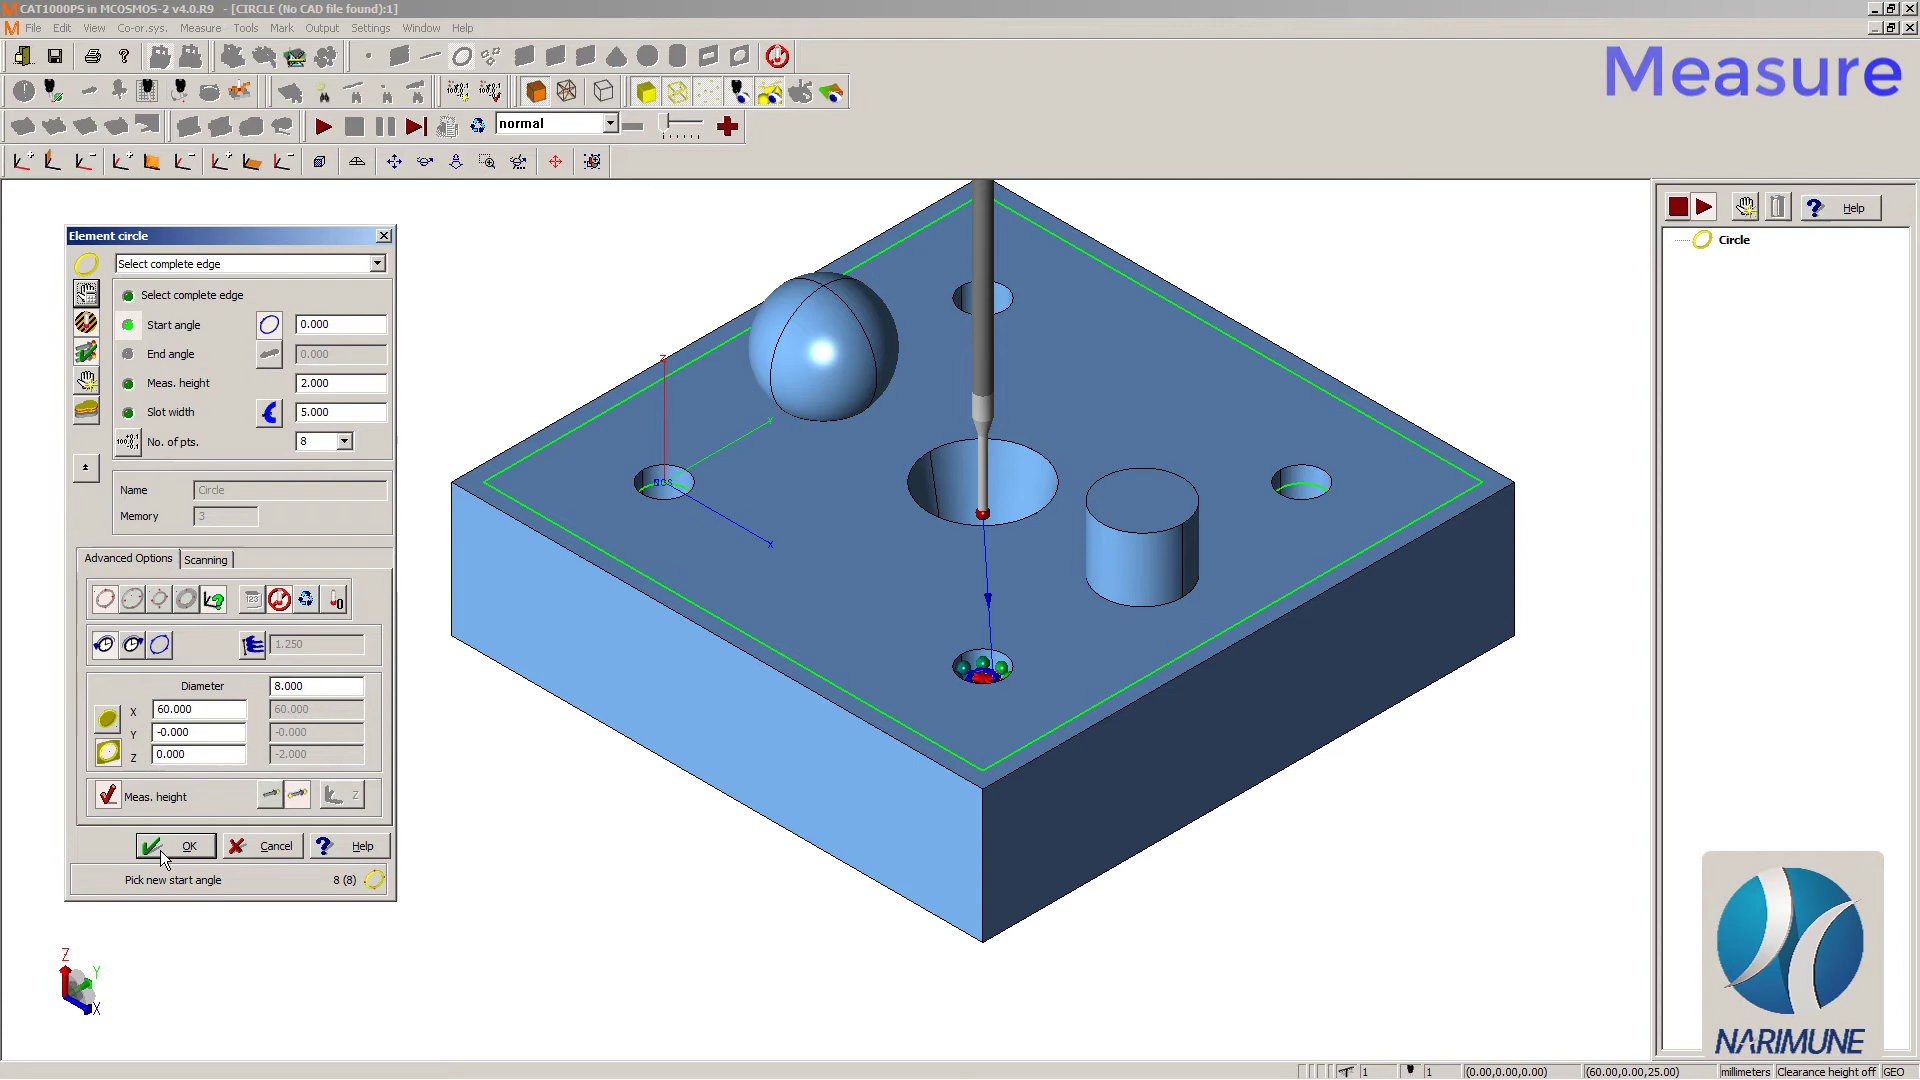 CAT1000PS in MCOSMOS-2 v4.0.R9 - [CIRCLE (No CAD file found):1]
File Edit View Co-or.sys. Measure Tools Mark Output Settings Window Help
Measure
normal
Help
Circle
Element circle
Select complete edge
Select complete edge
Start angle 0.000
End angle 0.000
Meas. height 2.000
Slot width 5.000
No. of pts. 8
Name Circle
Memory 3
Advanced Options Scanning
1.250
Diameter 8.000
X 60.000 60.000
Y -0.000 -0.000
Z 0.000 -2.000
Meas. height Z
OK Cancel Help
Pick new start angle 8 (8)
Z
Y
X
Z
Y
X
NARIMUNE
1 1 (0.00,0.00,0.00) (60.00,0.00,25.00) millimeters Clearance height off GEO